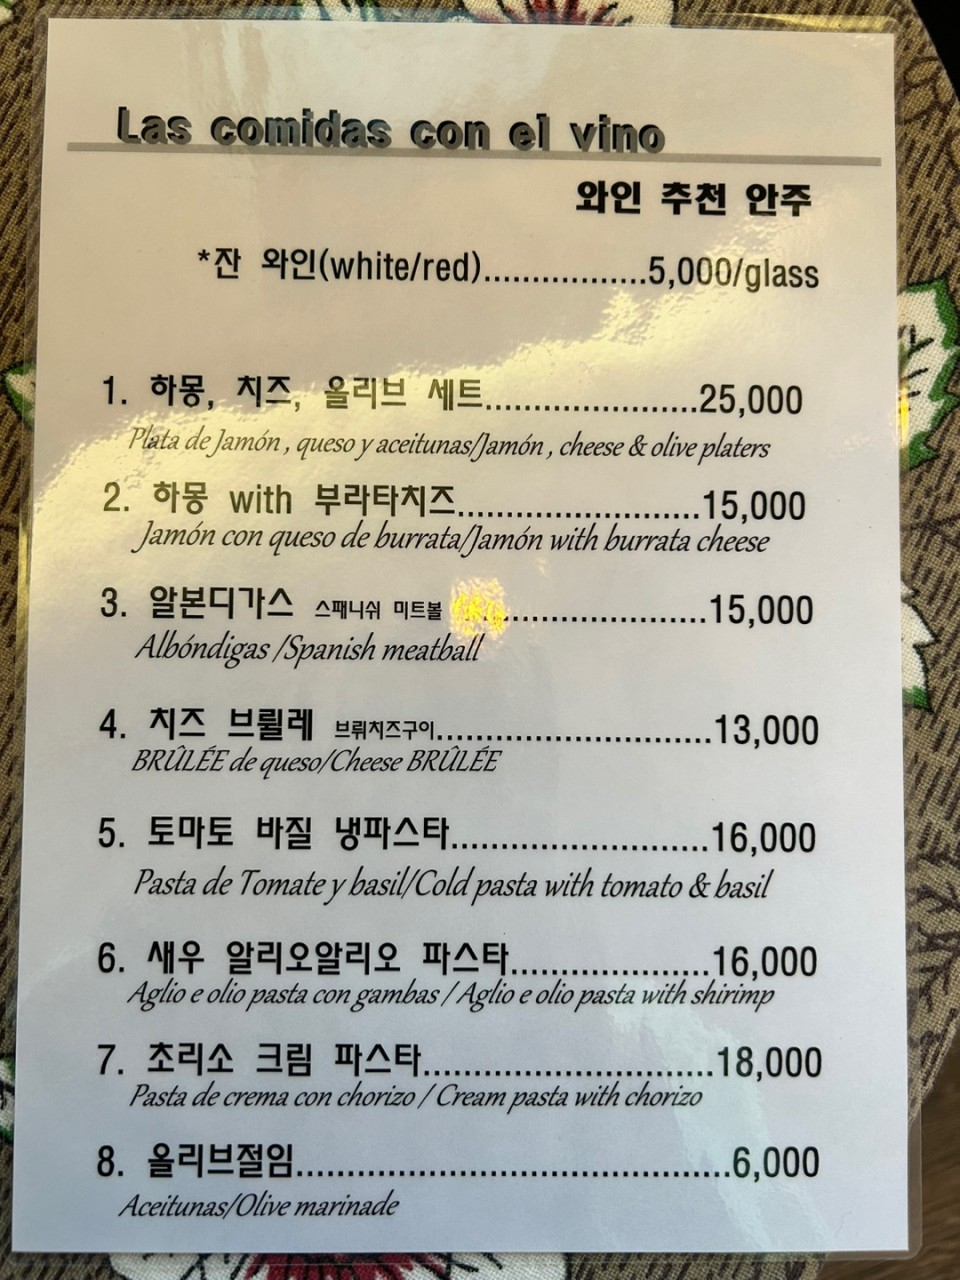 Las comidas con el vino
와인 추천 안주
*잔 와인(white/red).................5,000/glass
1. 하몽, 치즈, 올리브 세트......................25,000
Plata de Jamón , queso y aceitunas/Jamón , cheese & olive platers
2. 하몽 with 부라타치즈.........................15,000
Jamón con queso de burrata/Jamón with burrata cheese
3. 알본디가스 스패니쉬 미트볼 .....................15,000
Albóndigas /Spanish meatball
4. 치즈 브륄레 브뤼치즈구이............................13,000
BRÛLÉE de queso/Cheese BRÛLÉE
5. 토마토 바질 냉파스타..........................16,000
Pasta de Tomate y basil/Cold pasta with tomato & basil
6. 새우 알리오알리오 파스타....................16,000
Aglio e olio pasta con gambas / Aglio e olio pasta with shirimp
7. 초리소 크림 파스타.............................18,000
Pasta de crema con chorizo / Cream pasta with chorizo
8. 올리브절임............................................6,000
Aceitunas/Olive marinade